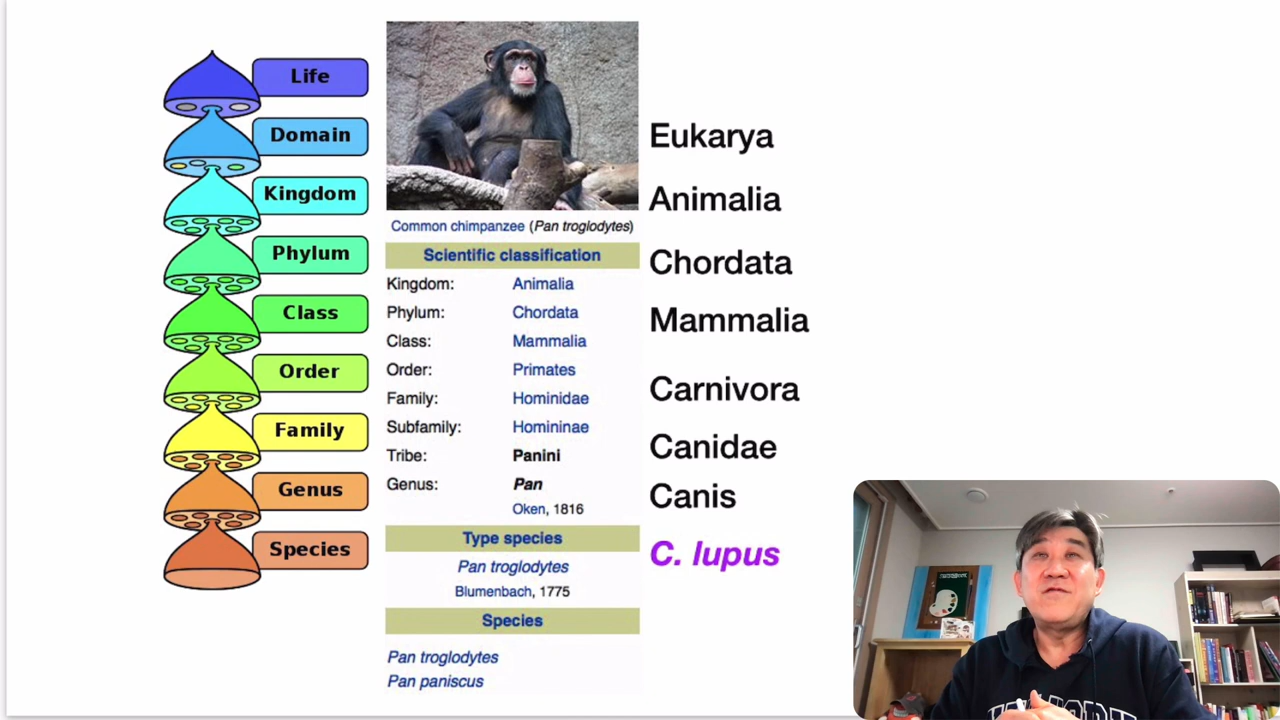 Life
Domain
Kingdom
Phylum
Class
Order
Family
Genus
Species
Common chimpanzee (Pan troglodytes)
Scientific classification
Kingdom: Animalia
Phylum: Chordata
Class: Mammalia
Order: Primates
Family: Hominidae
Subfamily: Homininae
Tribe: Panini
Genus: Pan
Oken, 1816
Type species
Pan troglodytes
Blumenbach, 1775
Species
Pan troglodytes
Pan paniscus
Eukarya
Animalia
Chordata
Mammalia
Carnivora
Canidae
Canis
C. lupus